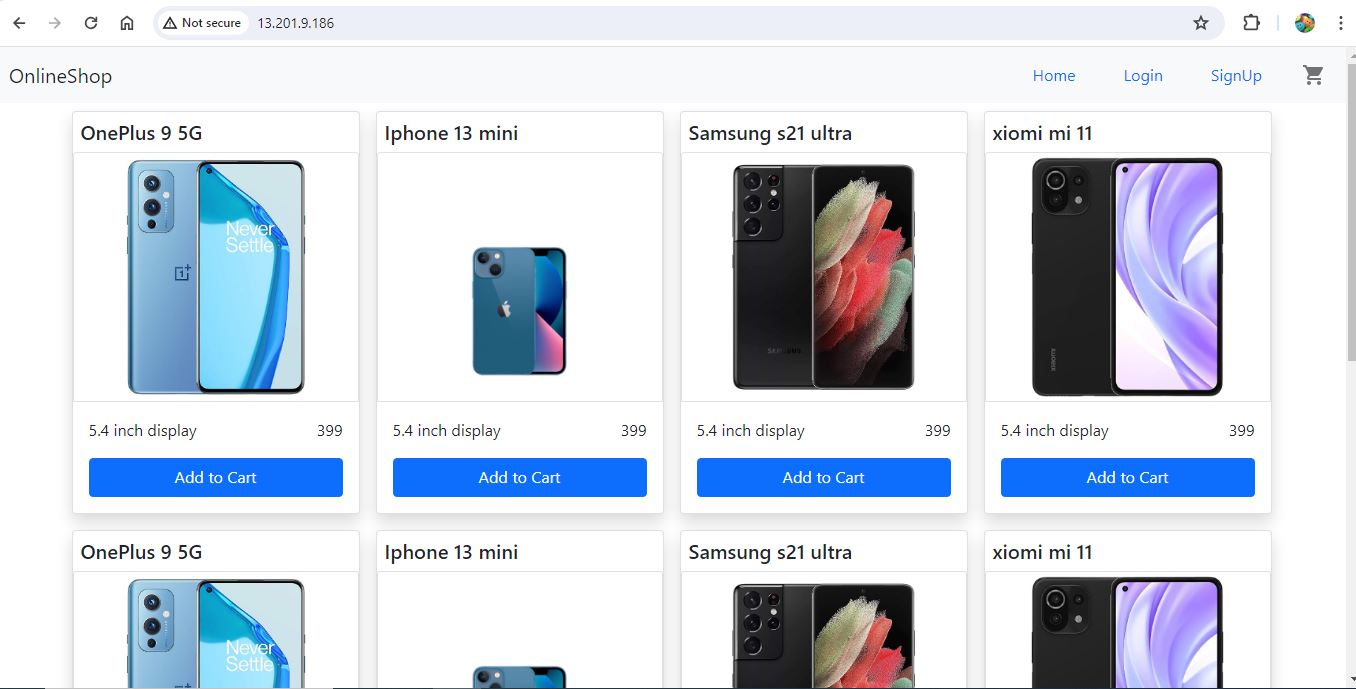 Not secure 13.201.9.186
OnlineShop Home Login SignUp
OnePlus 9 5G Iphone 13 mini Samsung s21 ultra xiomi mi 11
Never
Settle
SAMSUNG
XIAOMI
5.4 inch display 399 5.4 inch display 399 5.4 inch display 399 5.4 inch display 399
Add to Cart Add to Cart Add to Cart Add to Cart
OnePlus 9 5G Iphone 13 mini Samsung s21 ultra xiomi mi 11
Never
Settle